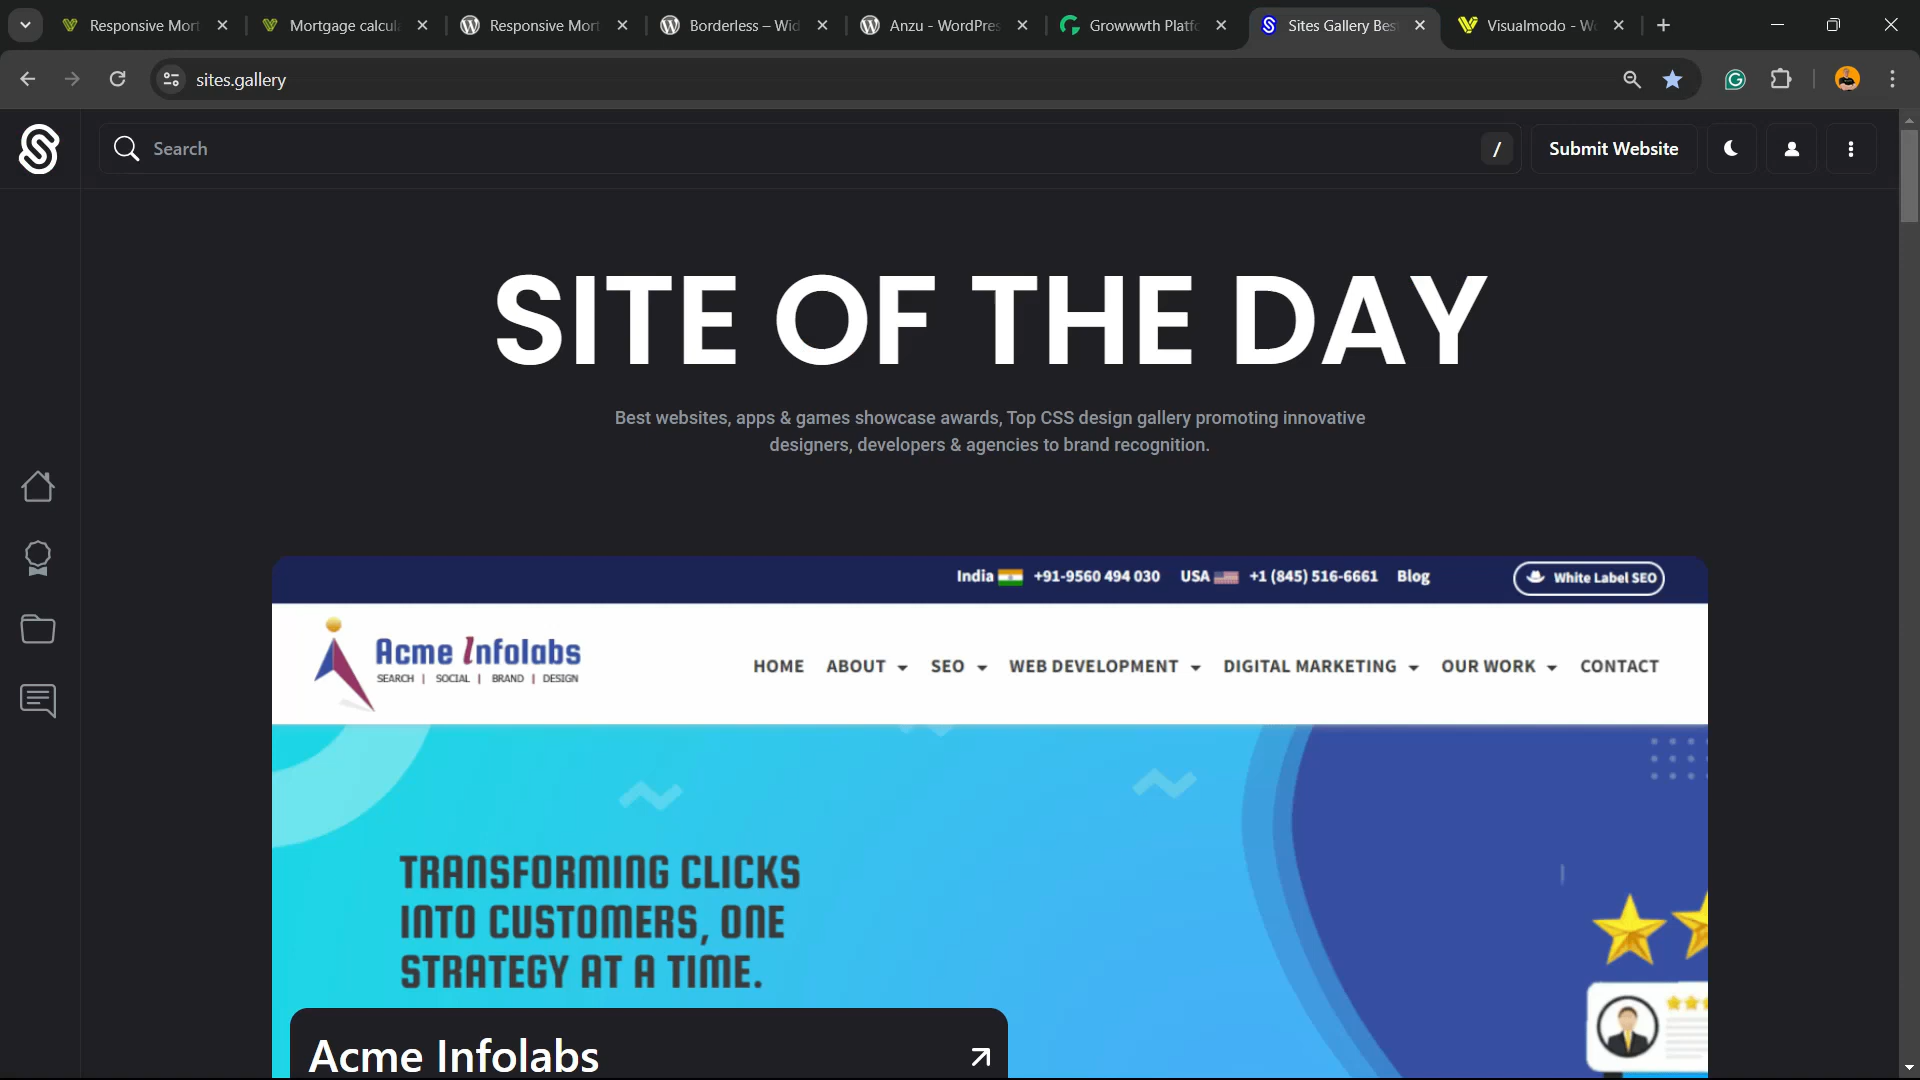 Responsive Mort
Mortgage calcul
Responsive Mort
Borderless – Wid
Anzu - WordPres
Growwwth Platfo
Sites Gallery Bes
Visualmodo - Wo
sites.gallery
Search
/
Submit Website
SITE OF THE DAY
Best websites, apps & games showcase awards, Top CSS design gallery promoting innovative
designers, developers & agencies to brand recognition.
India +91-9560 494 030 USA +1 (845) 516-6661 Blog White Label SEO
Acme Infolabs
SEARCH | SOCIAL | BRAND | DESIGN
HOME ABOUT SEO WEB DEVELOPMENT DIGITAL MARKETING OUR WORK CONTACT
TRANSFORMING CLICKS
INTO CUSTOMERS, ONE
STRATEGY AT A TIME.
Acme Infolabs